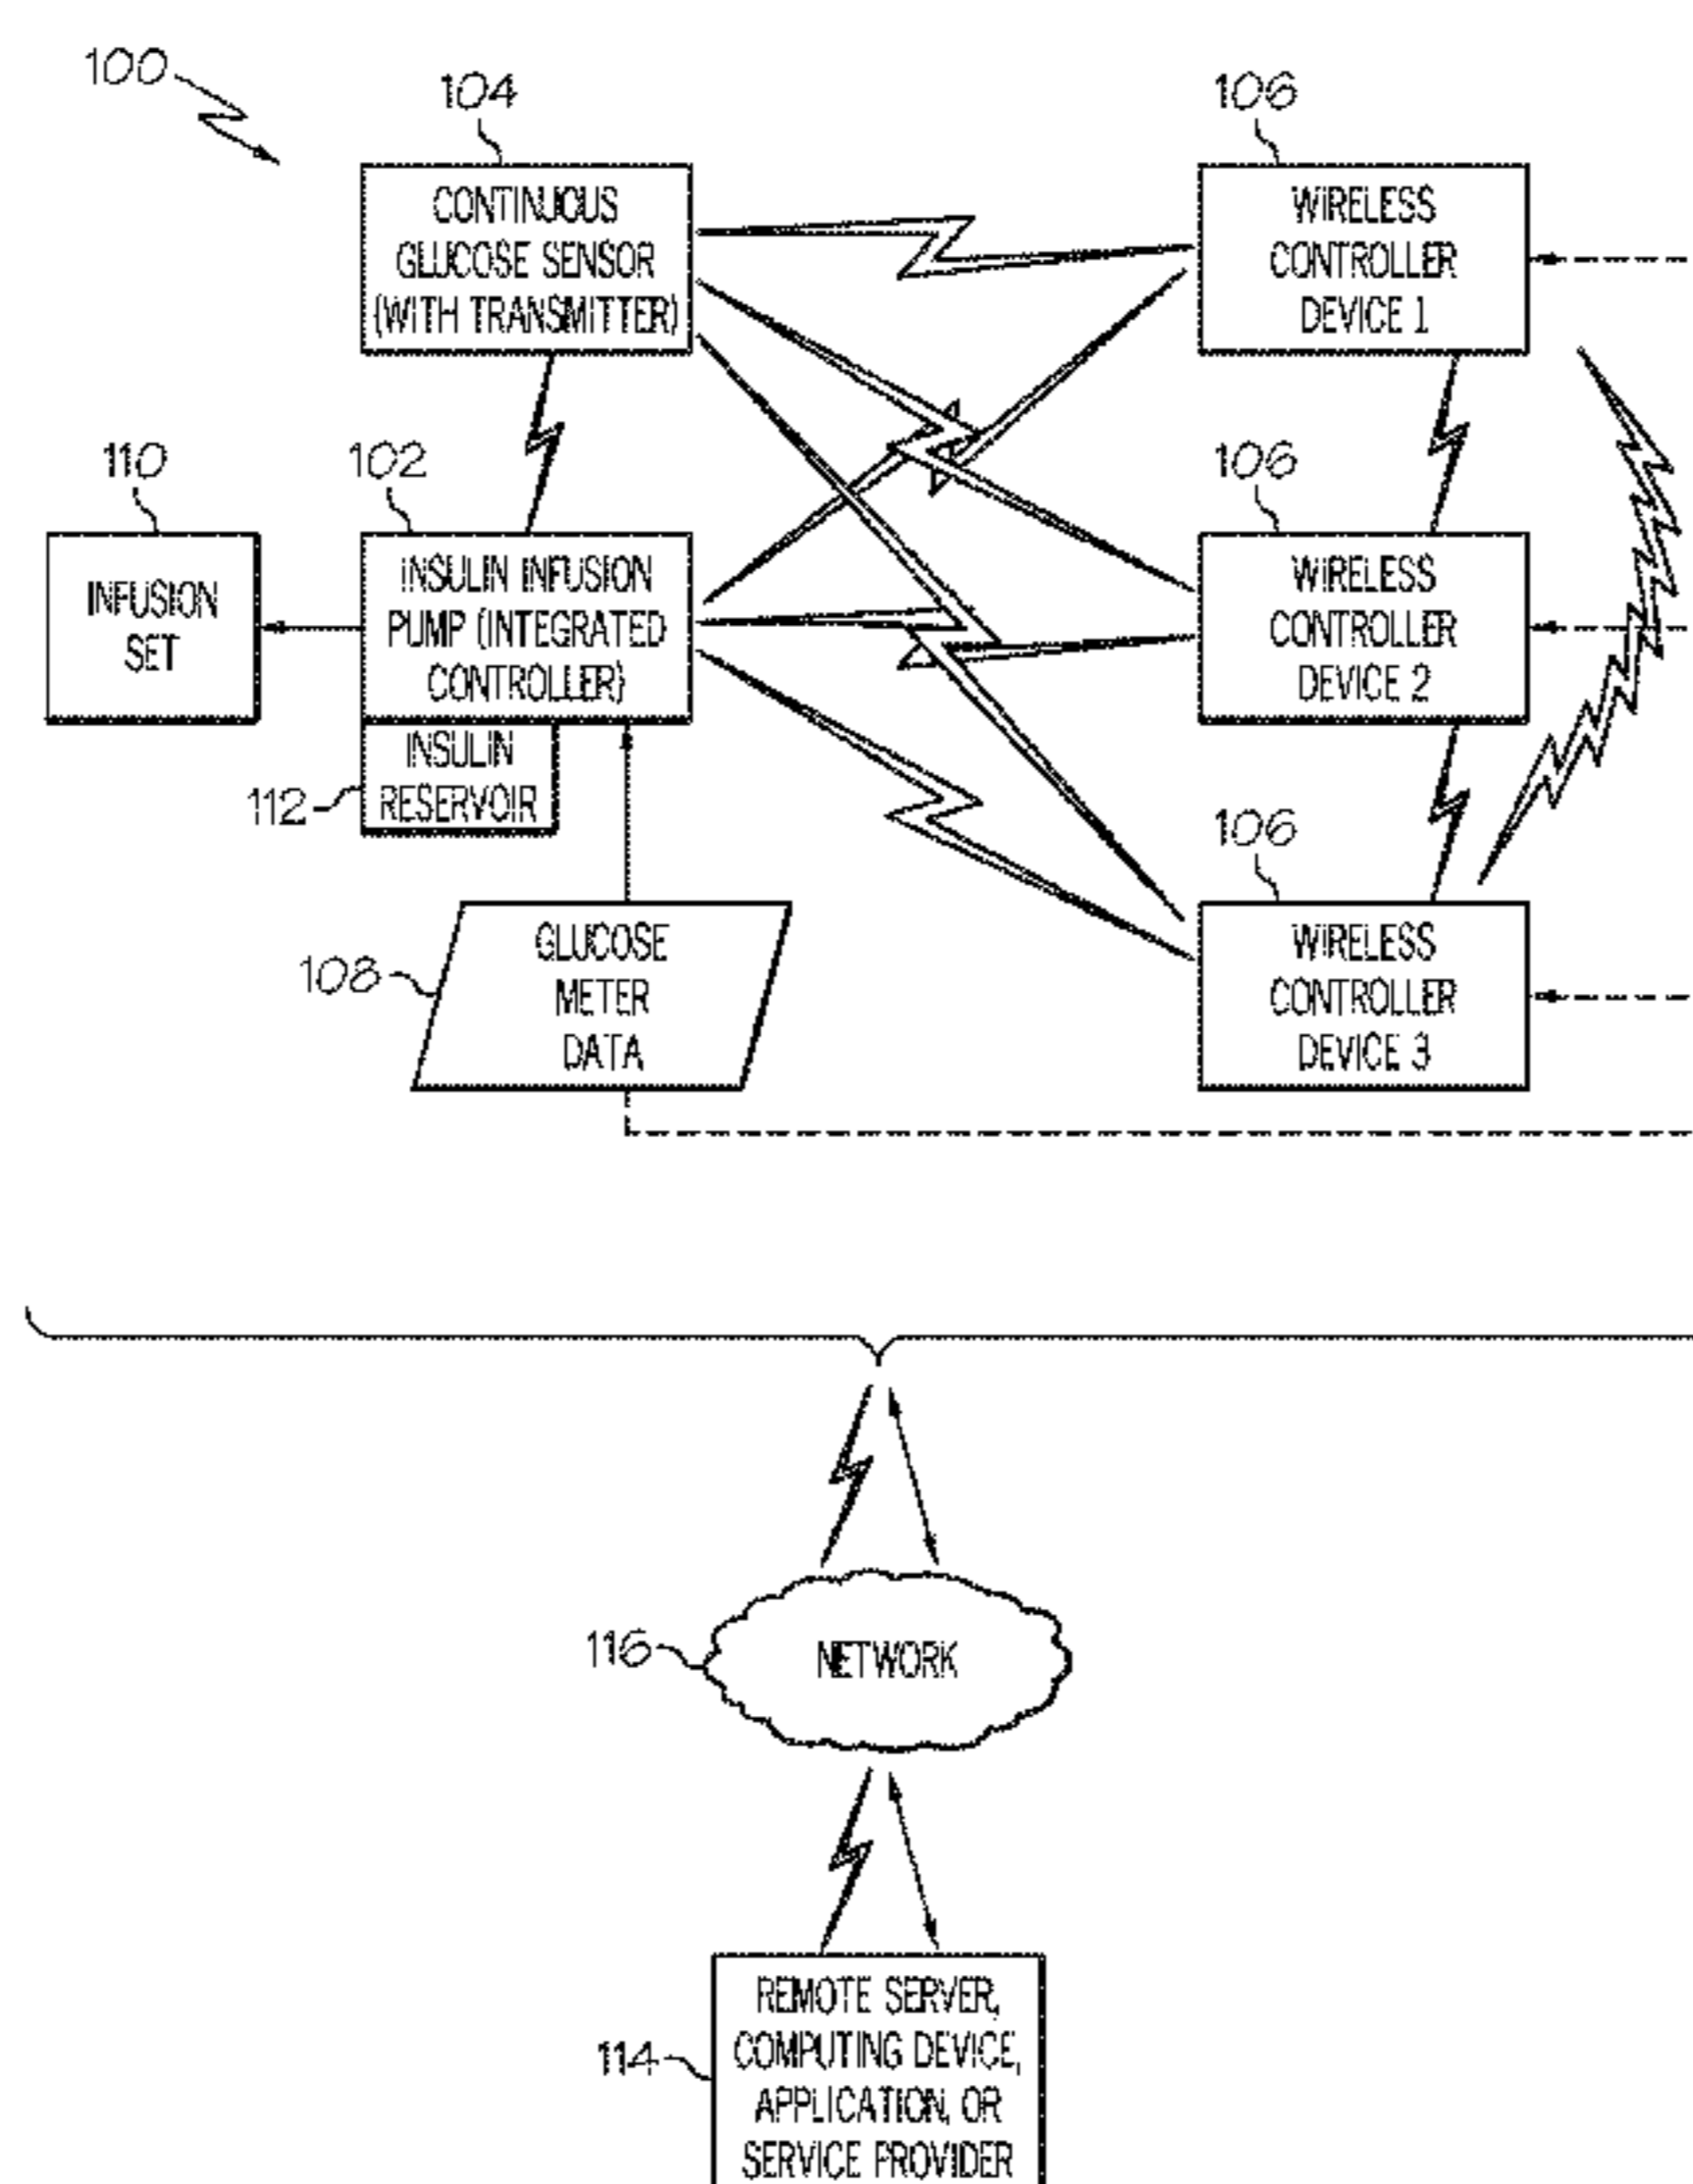 100
104
CONTINUOUS
GLUCOSE SENSOR
(WITH TRANSMITTER)
106
WIRELESS
CONTROLLER
DEVICE 1
110
INFUSION
SET
102
INSULIN INFUSION
PUMP (INTEGRATED
CONTROLLER)
106
WIRELESS
CONTROLLER
DEVICE 2
112
INSULIN
RESERVOIR
108
GLUCOSE
METER
DATA
106
WIRELESS
CONTROLLER
DEVICE 3
116
NETWORK
114
REMOTE SERVER,
COMPUTING DEVICE,
APPLICATION, OR
SERVICE PROVIDER